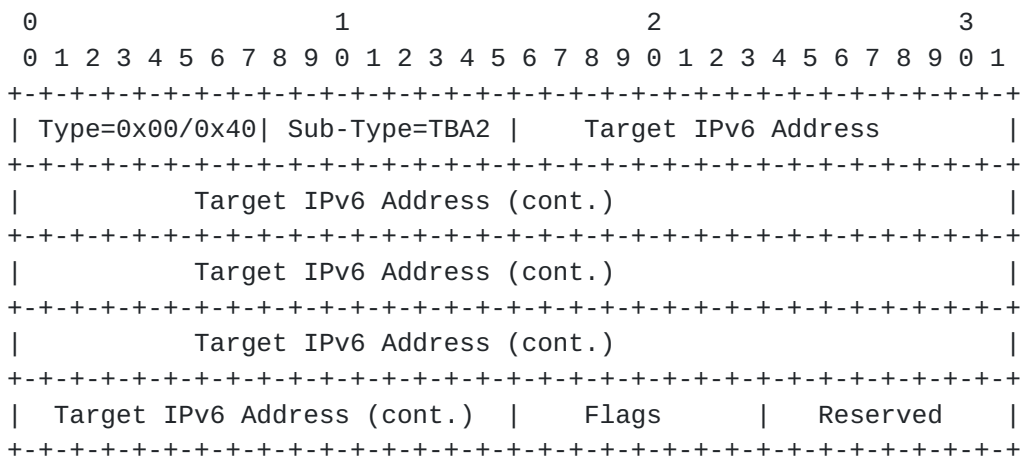 0                   1                   2                   3
 0 1 2 3 4 5 6 7 8 9 0 1 2 3 4 5 6 7 8 9 0 1 2 3 4 5 6 7 8 9 0 1
+-+-+-+-+-+-+-+-+-+-+-+-+-+-+-+-+-+-+-+-+-+-+-+-+-+-+-+-+-+-+-+-+
| Type=0x00/0x40| Sub-Type=TBA2 |    Target IPv6 Address        |
+-+-+-+-+-+-+-+-+-+-+-+-+-+-+-+-+-+-+-+-+-+-+-+-+-+-+-+-+-+-+-+-+
|           Target IPv6 Address (cont.)                         |
+-+-+-+-+-+-+-+-+-+-+-+-+-+-+-+-+-+-+-+-+-+-+-+-+-+-+-+-+-+-+-+-+
|           Target IPv6 Address (cont.)                         |
+-+-+-+-+-+-+-+-+-+-+-+-+-+-+-+-+-+-+-+-+-+-+-+-+-+-+-+-+-+-+-+-+
|           Target IPv6 Address (cont.)                         |
+-+-+-+-+-+-+-+-+-+-+-+-+-+-+-+-+-+-+-+-+-+-+-+-+-+-+-+-+-+-+-+-+
|  Target IPv6 Address (cont.)  |    Flags      |   Reserved    |
+-+-+-+-+-+-+-+-+-+-+-+-+-+-+-+-+-+-+-+-+-+-+-+-+-+-+-+-+-+-+-+-+